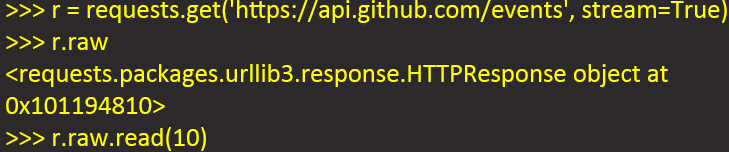 >>> r = requests.get('https://api.github.com/events', stream=True)
>>> r.raw
<requests.packages.urllib3.response.HTTPResponse object at
0x101194810>
>>> r.raw.read(10)